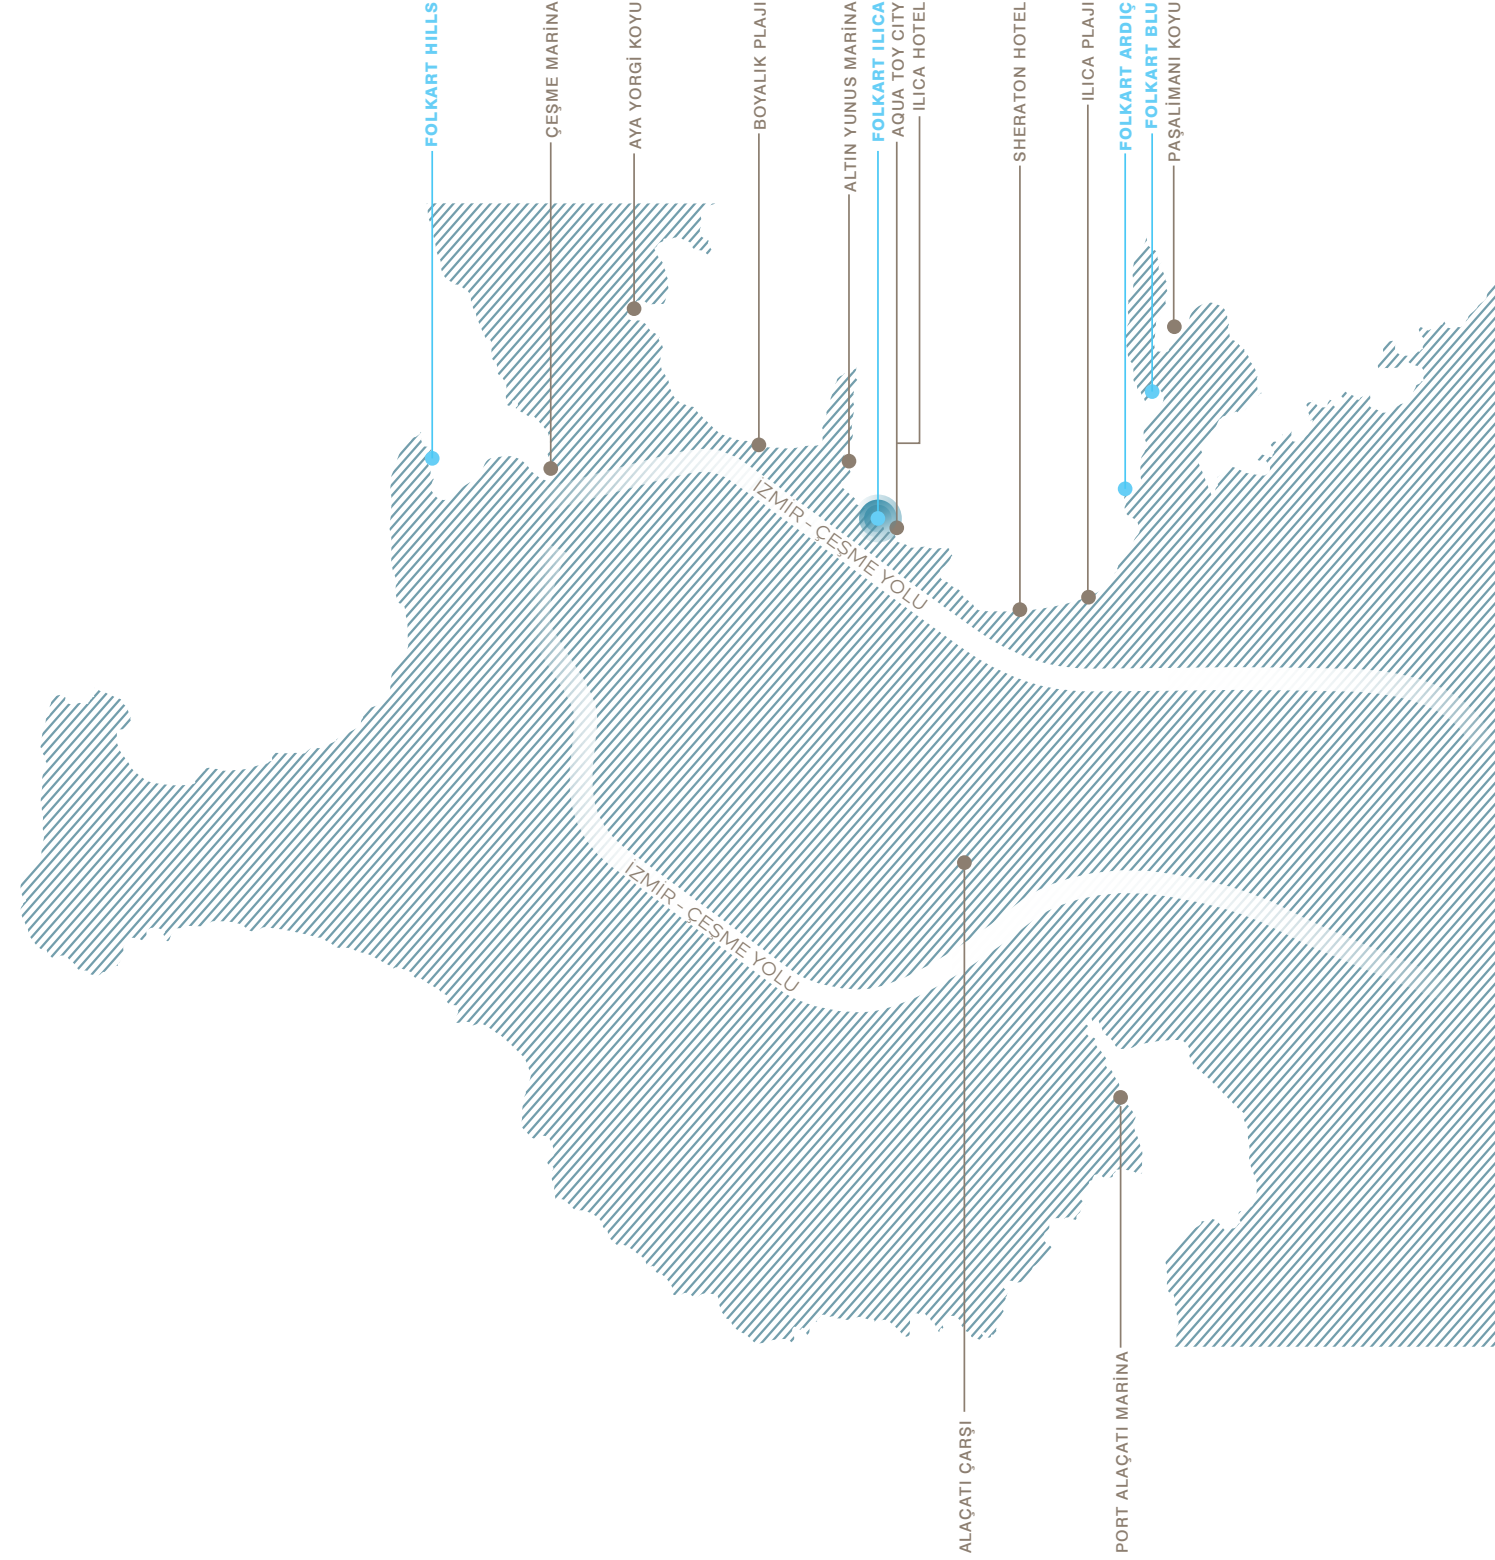 FOLKART HILLS
ÇEŞME MARİNA
AYA YORGİ KOYU
BOYALIK PLAJI
ALTIN YUNUS MARİNA
FOLKART ILICA
AQUA TOY CITY
ILICA HOTEL
SHERATON HOTEL
ILICA PLAJI
FOLKART ARDIÇ
FOLKART BLU
PAŞALİMANI KOYU
İZMİR - ÇEŞME YOLU
İZMİR - ÇEŞME YOLU
ALAÇATI ÇARŞI
PORT ALAÇATI MARİNA